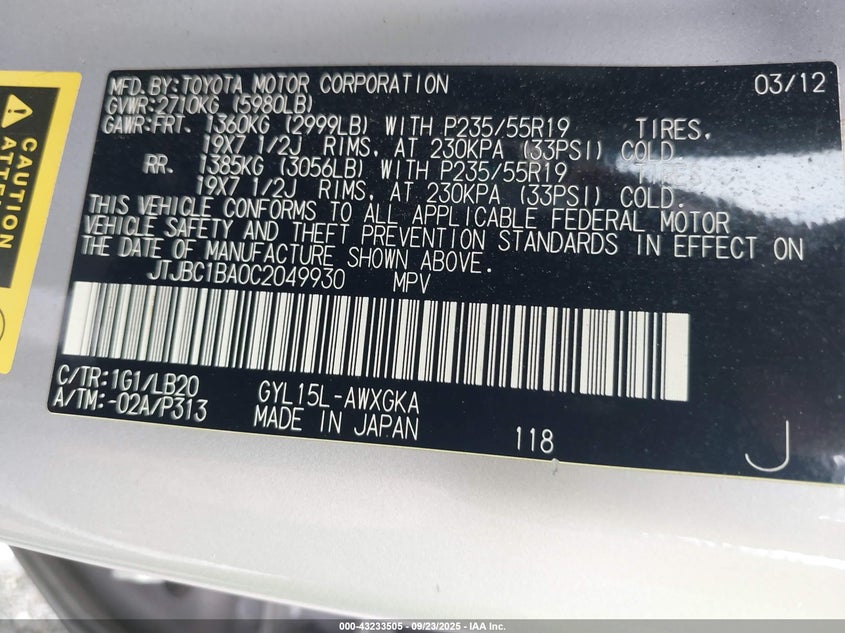 MFD. BY: TOYOTA MOTOR CORPORATION 03/12
GVWR: 2710KG (5980LB)
GAWR: FRT. 1360KG (2999LB) WITH P235/55R19 TIRES,
19X7 1/2J RIMS, AT 230KPA (33PSI) COLD.
RR. 1385KG (3056LB) WITH P235/55R19 TIRES,
19X7 1/2J RIMS, AT 230KPA (33PSI) COLD.
THIS VEHICLE CONFORMS TO ALL APPLICABLE FEDERAL MOTOR
VEHICLE SAFETY AND THEFT PREVENTION STANDARDS IN EFFECT ON
THE DATE OF MANUFACTURE SHOWN ABOVE.
JTJBC1BA0C2049930 MPV
C/TR: 1G1/LB20 GYL15L-AWXGKA
A/TM: -02A/P313 MADE IN JAPAN
118 J
CAUTION
000-43233505 - 09/23/2025 - IAA Inc.